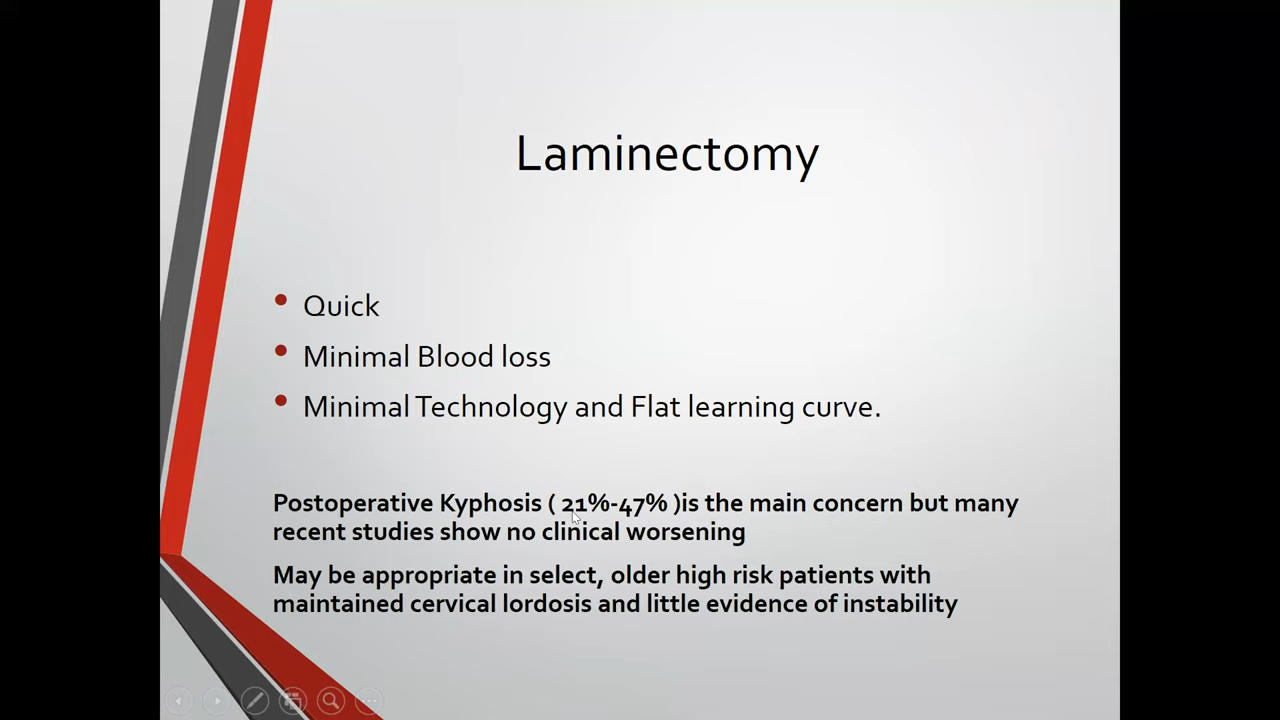 Laminectomy
Quick
Minimal Blood loss
Minimal Technology and Flat learning curve.
Postoperative Kyphosis ( 21%-47% )is the main concern but many
recent studies show no clinical worsening
May be appropriate in select, older high risk patients with
maintained cervical lordosis and little evidence of instability